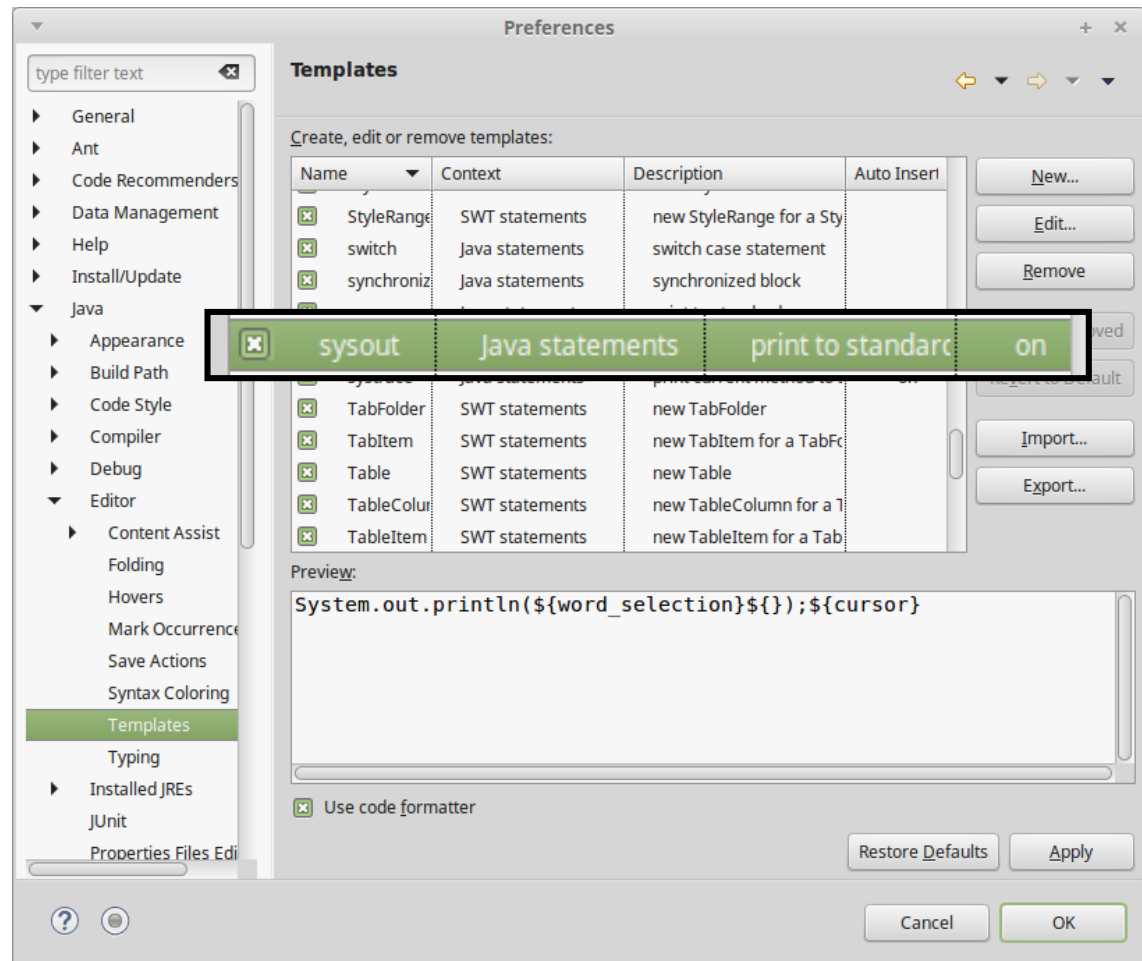 Preferences
type filter text
General
Ant
Code Recommenders
Data Management
Help
Install/Update
Java
Appearance
Build Path
Code Style
Compiler
Debug
Editor
Content Assist
Folding
Hovers
Mark Occurrence
Save Actions
Syntax Coloring
Templates
Typing
Installed JREs
JUnit
Properties Files Edi
Templates
Create, edit or remove templates:
Name Context Description Auto Insert
StyleRange SWT statements new StyleRange for a Sty
switch Java statements switch case statement
synchroniz Java statements synchronized block
sysout Java statements print to standard on
TabFolder SWT statements new TabFolder
TabItem SWT statements new TabItem for a TabFo
Table SWT statements new Table
TableColu SWT statements new TableColumn for a T
TableItem SWT statements new TableItem for a Tab
New...
Edit...
Remove
Import...
Export...
Preview:
System.out.println(${word_selection}${});${cursor}
Use code formatter
Restore Defaults Apply
Cancel OK